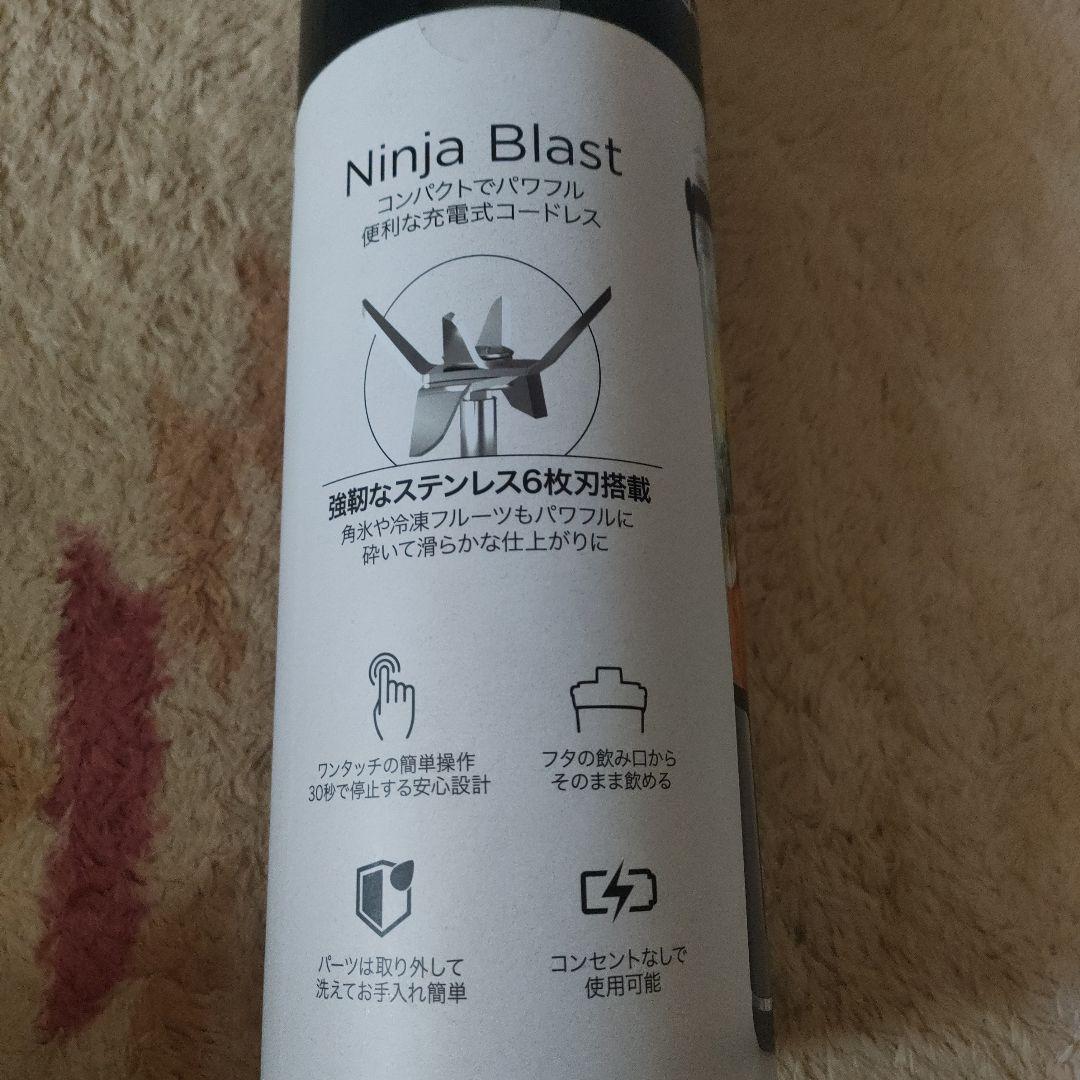 Ninja Blast
コンパクトでパワフル
便利な充電式コードレス
強靭なステンレス6枚刃搭載
角氷や冷凍フルーツもパワフルに
砕いて滑らかな仕上がりに
ワンタッチの簡単操作
30秒で停止する安心設計
フタの飲み口から
そのまま飲める
パーツは取り外して
洗えてお手入れ簡単
コンセントなしで
使用可能